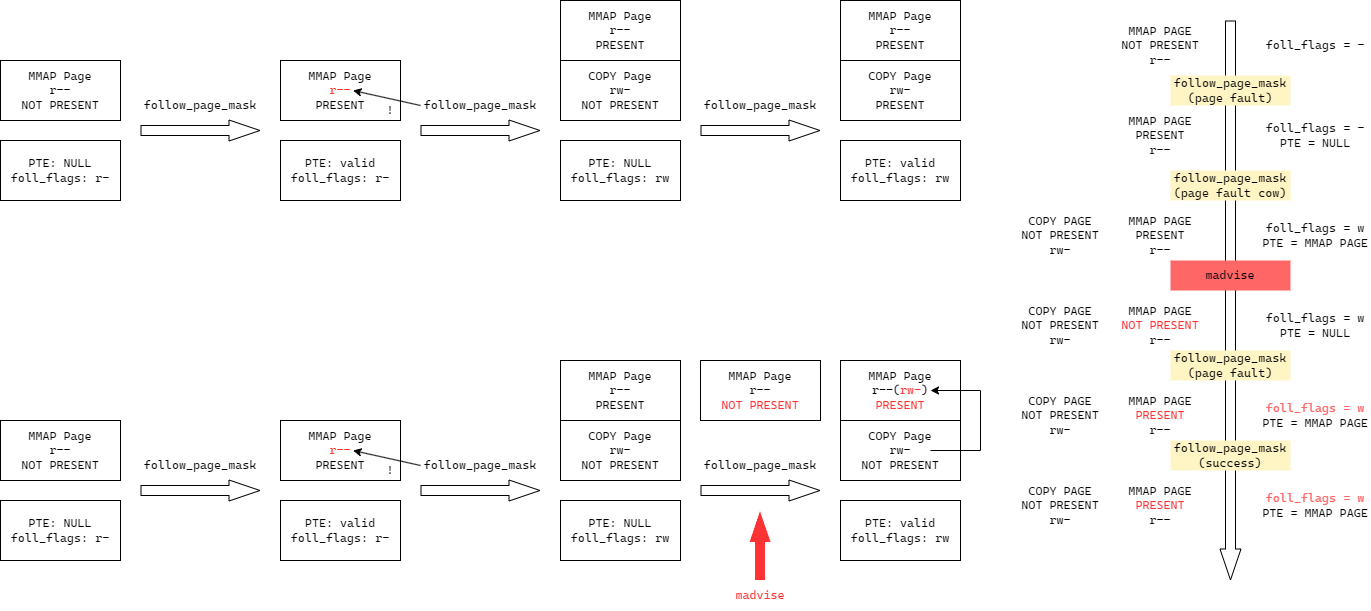 MMAP Page
r--
NOT PRESENT
PTE: NULL
foll_flags: r-
follow_page_mask
MMAP Page
r--
PRESENT
!
PTE: valid
foll_flags: r-
follow_page_mask
MMAP Page
r--
PRESENT
COPY Page
rw-
NOT PRESENT
PTE: NULL
foll_flags: rw
follow_page_mask
MMAP Page
r--
PRESENT
COPY Page
rw-
PRESENT
PTE: valid
foll_flags: rw
MMAP Page
r--
NOT PRESENT
PTE: NULL
foll_flags: r-
follow_page_mask
MMAP Page
r--
PRESENT
!
PTE: valid
foll_flags: r-
follow_page_mask
MMAP Page
r--
PRESENT
COPY Page
rw-
NOT PRESENT
PTE: NULL
foll_flags: rw
MMAP Page
r--
NOT PRESENT
follow_page_mask
madvise
MMAP Page
r--(rw-)
PRESENT
COPY Page
rw-
NOT PRESENT
PTE: valid
foll_flags: rw
MMAP PAGE
NOT PRESENT
r--
foll_flags = -
follow_page_mask
(page fault)
MMAP PAGE
PRESENT
r--
foll_flags = -
PTE = NULL
follow_page_mask
(page fault cow)
COPY PAGE
NOT PRESENT
rw-
MMAP PAGE
PRESENT
r--
foll_flags = w
PTE = MMAP PAGE
madvise
COPY PAGE
NOT PRESENT
rw-
MMAP PAGE
NOT PRESENT
r--
foll_flags = w
PTE = NULL
follow_page_mask
(page fault)
COPY PAGE
NOT PRESENT
rw-
MMAP PAGE
PRESENT
r--
foll_flags = w
PTE = MMAP PAGE
follow_page_mask
(success)
COPY PAGE
NOT PRESENT
rw-
MMAP PAGE
PRESENT
r--
foll_flags = w
PTE = MMAP PAGE